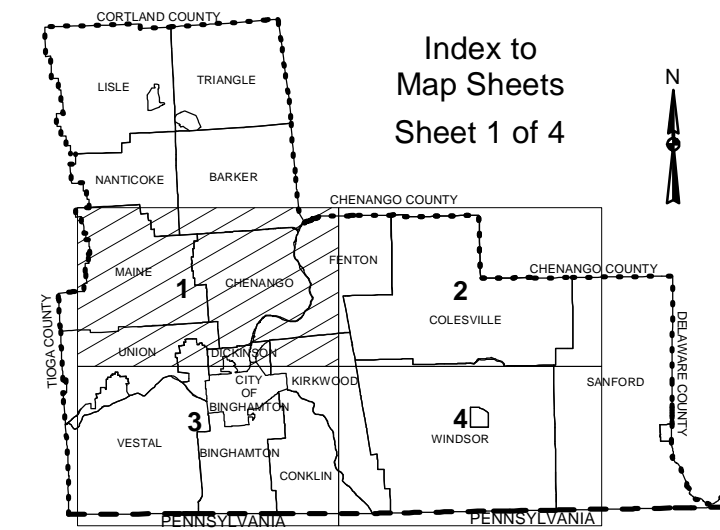 CORTLAND COUNTY
Index to
Map Sheets
Sheet 1 of 4
N
LISLE
TRIANGLE
NANTICOKE
BARKER
CHENANGO COUNTY
FENTON
MAINE
CHENANGO
CHENANGO COUNTY
1
2
COLESVILLE
TIOGA COUNTY
DELAWARE COUNTY
UNION
DICKINSON
CITY
OF
BINGHAMTON
KIRKWOOD
SANFORD
3
4
VESTAL
WINDSOR
BINGHAMTON
CONKLIN
PENNSYLVANIA
PENNSYLVANIA